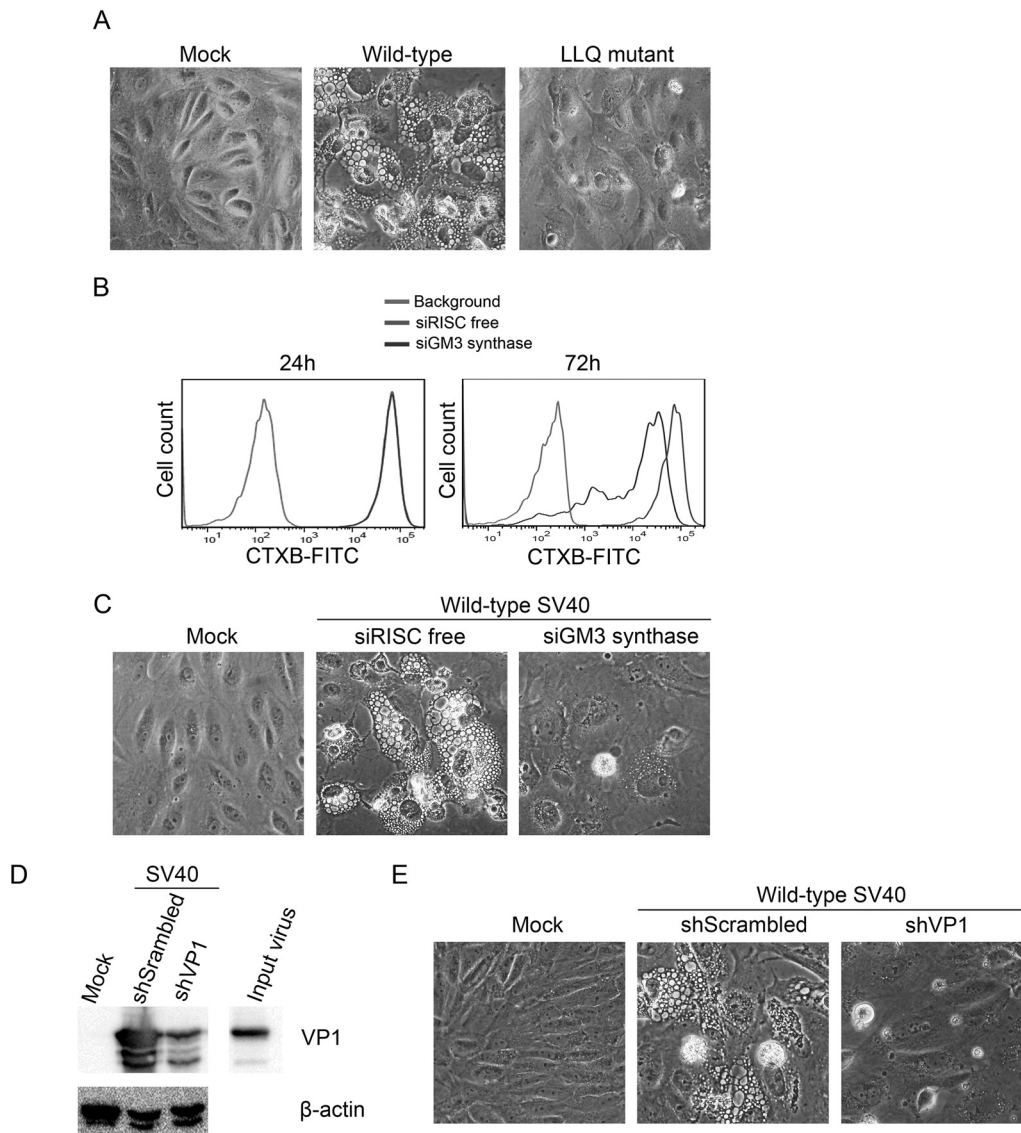 A
Mock Wild-type LLQ mutant
B
Background
siRISC free
siGM3 synthase
24h 72h
Cell count Cell count
10¹ 10² 10³ 10⁴ 10⁵ 10¹ 10² 10³ 10⁴ 10⁵
CTXB-FITC CTXB-FITC
C
Wild-type SV40
Mock siRISC free siGM3 synthase
D
SV40
Mock shSrambled shVP1 Input virus
VP1
β-actin
E
Wild-type SV40
Mock shScrambled shVP1